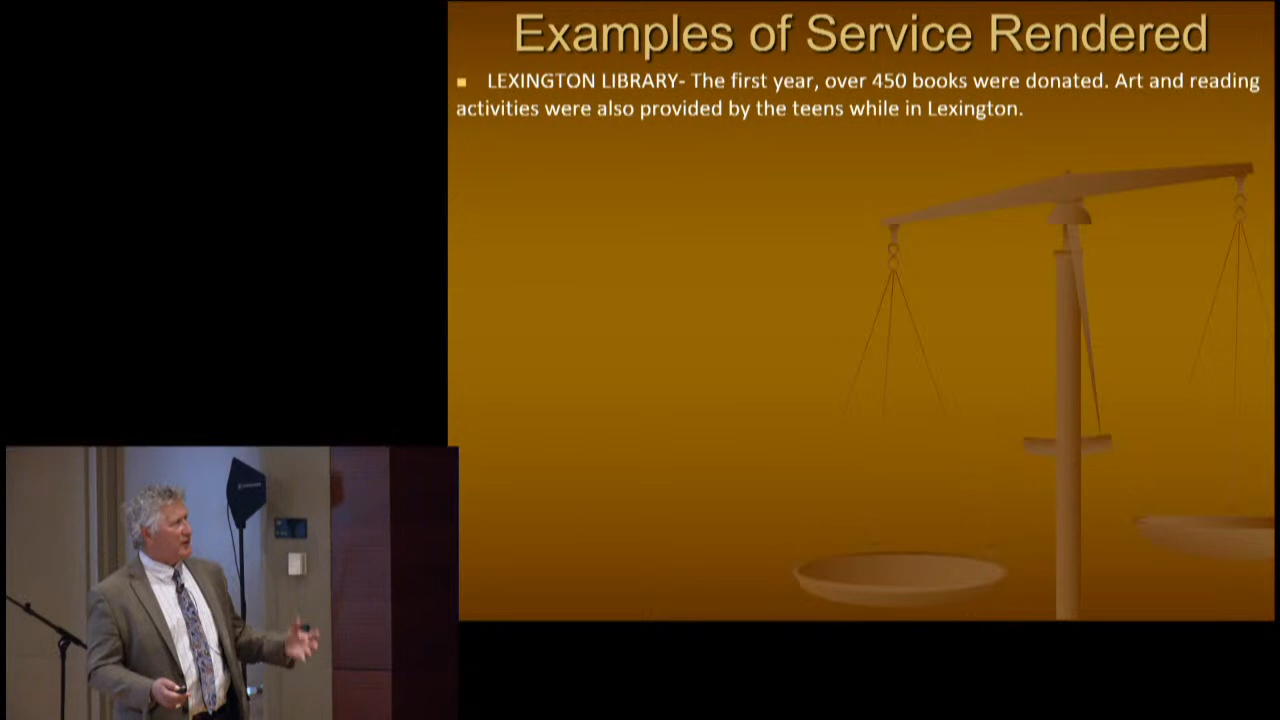 Examples of Service Rendered
▪ LEXINGTON LIBRARY- The first year, over 450 books were donated. Art and reading
activities were also provided by the teens while in Lexington.